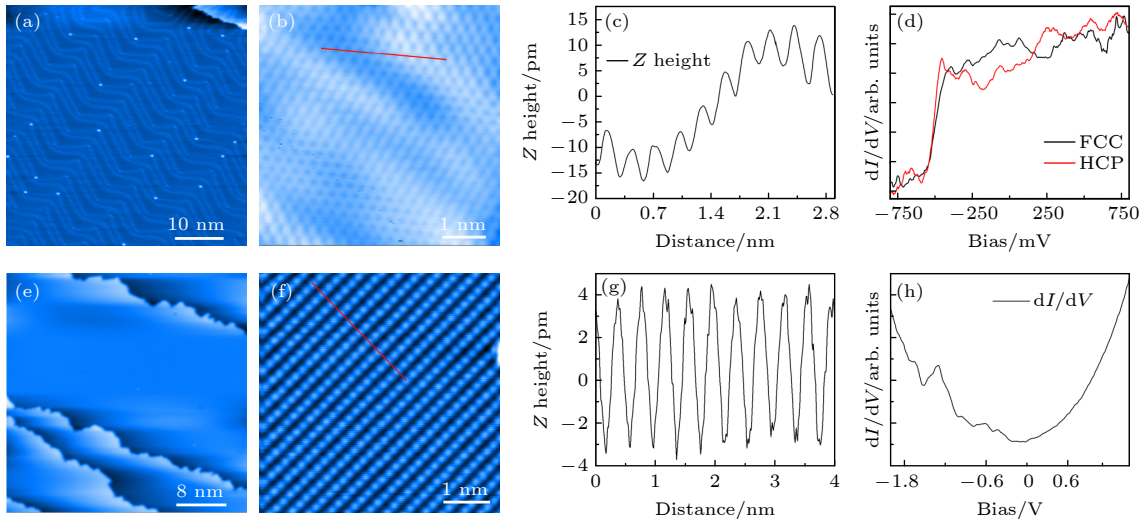 (a)
10 nm
(b)
1 nm
(c)
Z height
Z height/pm
15
10
5
0
−5
−10
−15
−20
0
0.7
1.4
2.1
2.8
Distance/nm
(d)
FCC
HCP
dI/dV/arb. units
−750
−250
250
750
Bias/mV
(e)
8 nm
(f)
1 nm
(g)
Z height/pm
4
2
0
−2
−4
0
1
2
3
4
Distance/nm
(h)
dI/dV
dI/dV/arb. units
−1.8
−0.6
0.6
Bias/V